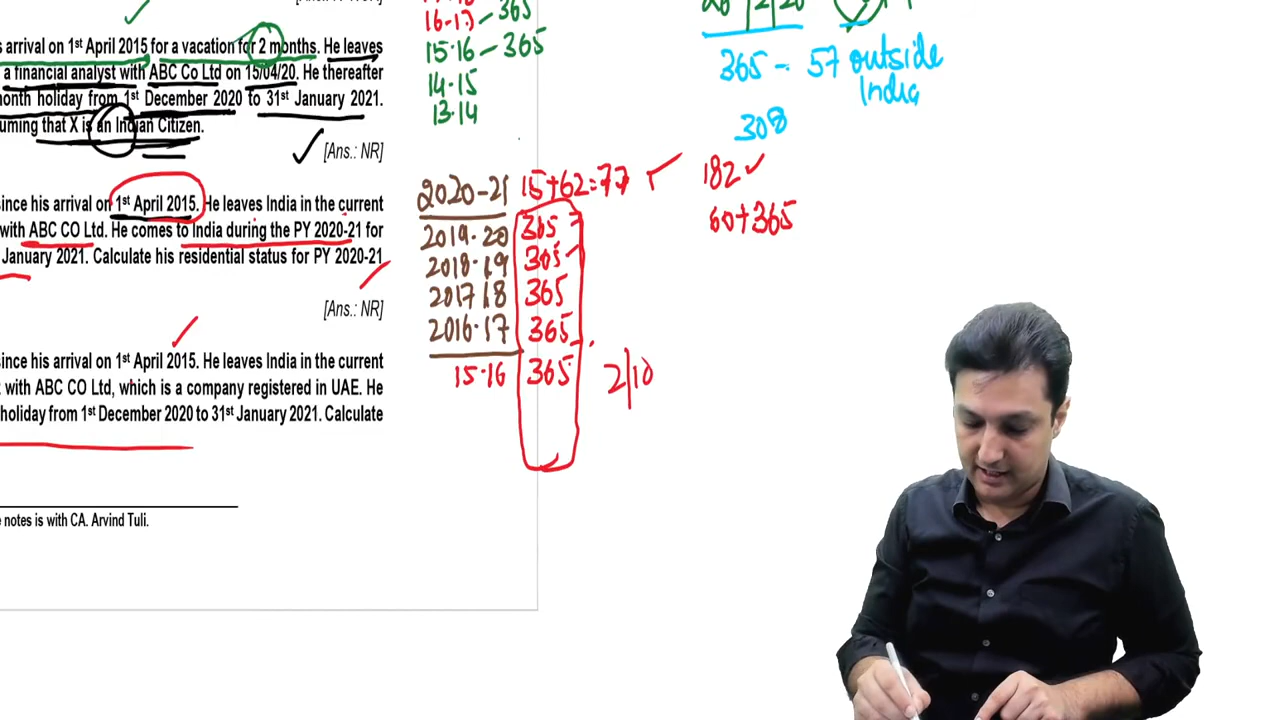 s arrival on 1st April 2015 for a vacation for 2 months. He leaves
a financial analyst with ABC Co Ltd on 15/04/20. He thereafter
onth holiday from 1st December 2020 to 31st January 2021.
uming that X is an Indian Citizen.
[Ans.: NR]
ince his arrival on 1st April 2015. He leaves India in the current
with ABC CO Ltd. He comes to India during the PY 2020-21 for
January 2021. Calculate his residential status for PY 2020-21
[Ans.: NR]
since his arrival on 1st April 2015. He leaves India in the current
with ABC CO Ltd, which is a company registered in UAE. He
holiday from 1st December 2020 to 31st January 2021. Calculate
e notes is with CA. Arvind Tuli.
16-17 - 365
15-16 - 365
14-15
13-14
2020-21 15+62=77
2019-20 365
2018-19 365
2017-18 365
2016-17 365
15-16 365
2/10
365 - 57 outside
India
308
182
60+365